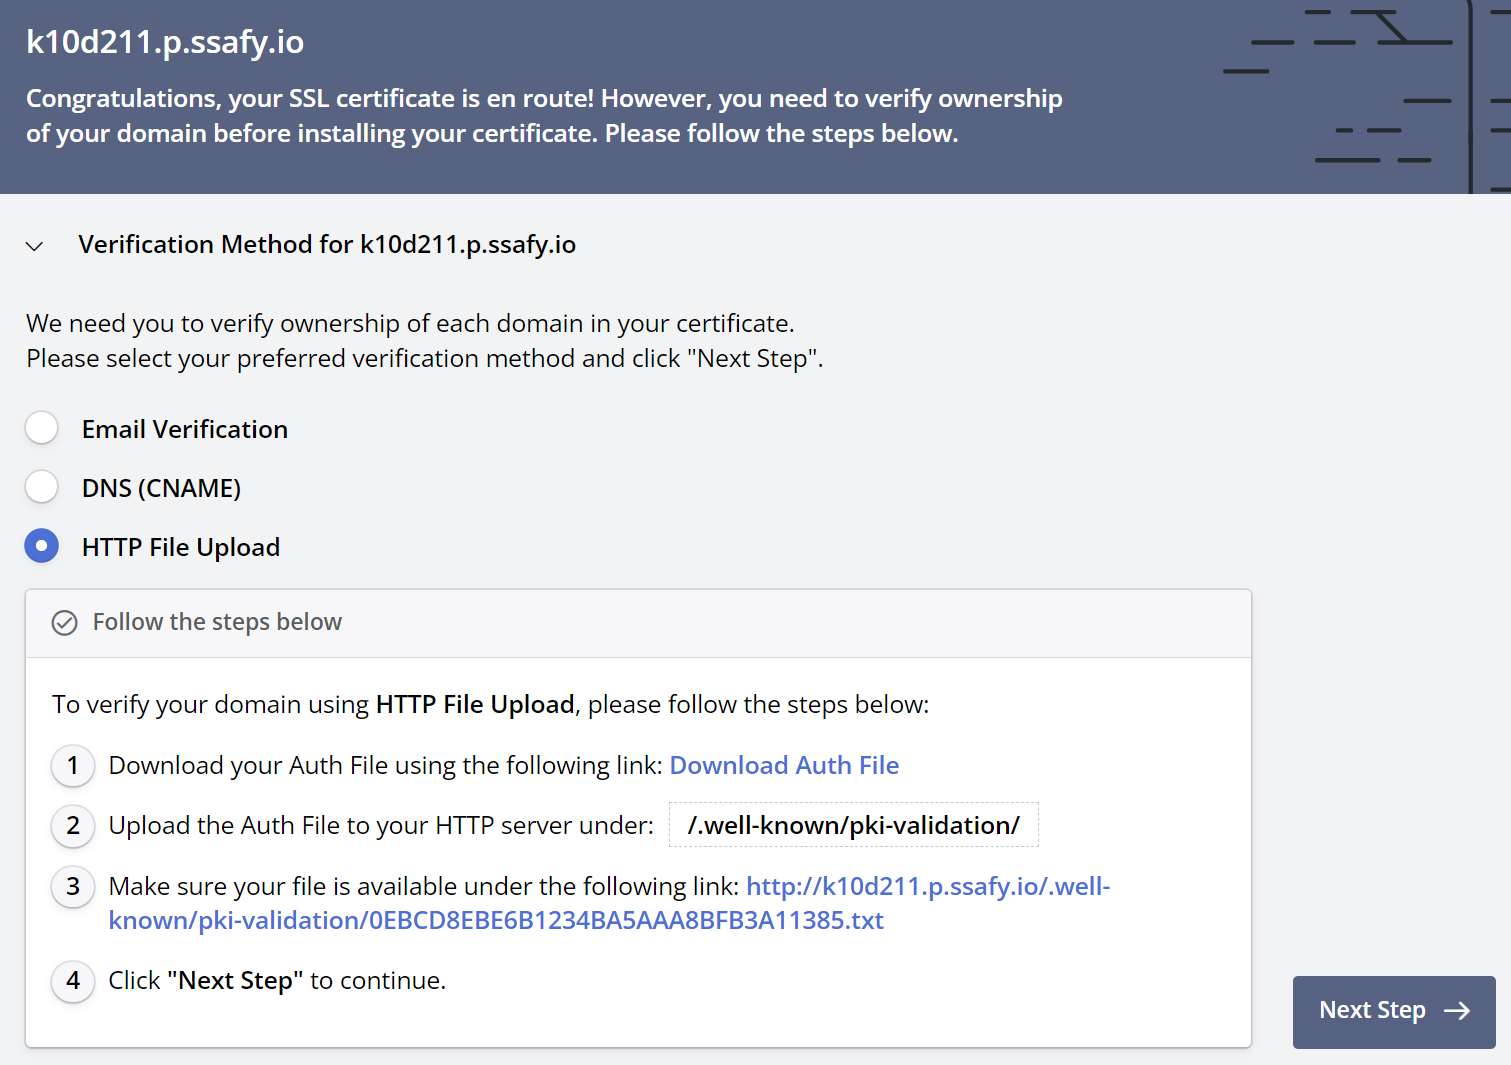 k10d211.p.ssafy.io
Congratulations, your SSL certificate is en route! However, you need to verify ownership
of your domain before installing your certificate. Please follow the steps below.
Verification Method for k10d211.p.ssafy.io
We need you to verify ownership of each domain in your certificate.
Please select your preferred verification method and click "Next Step".
Email Verification
DNS (CNAME)
HTTP File Upload
Follow the steps below
To verify your domain using HTTP File Upload, please follow the steps below:
1 Download your Auth File using the following link: Download Auth File
2 Upload the Auth File to your HTTP server under: /.well-known/pki-validation/
3 Make sure your file is available under the following link: http://k10d211.p.ssafy.io/.well-
known/pki-validation/0EBCD8EBE6B1234BA5AAA8BFB3A11385.txt
4 Click "Next Step" to continue.
Next Step